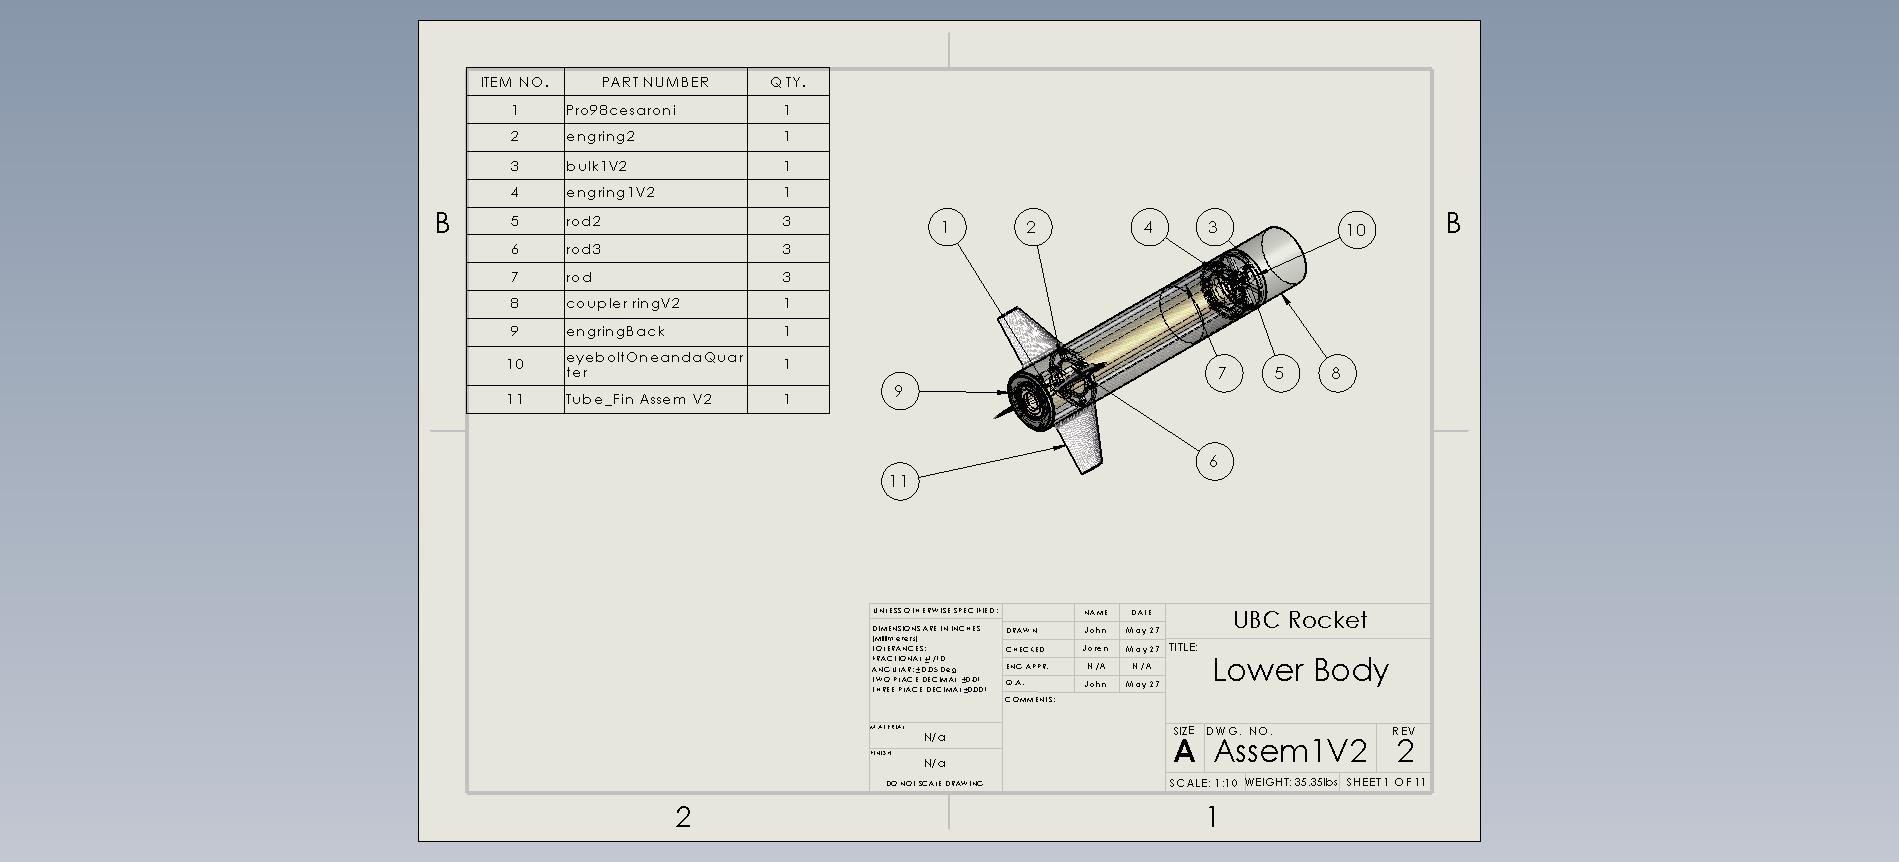 ITEM NO. PART NUMBER QTY.
1 Pro98cesaroni 1
2 engring2 1
3 bulk1V2 1
4 engring1V2 1
5 rod2 3
6 rod3 3
7 rod 3
8 coupler ringV2 1
9 engringBack 1
10 eyeboltOneandaQuar
ter 1
11 Tube_Fin Assem V2 1
B
B
1 2 4 3 10
9 7 5 8
11 6
UNLESS OTHERWISE SPECIFIED:
DIMENSIONS ARE IN INCHES
(Millimeters)
TOLERANCES:
FRACTIONAL ± 1/10
ANGULAR: ±0.05 Deg
TWO PLACE DECIMAL ±0.01
THREE PLACE DECIMAL ±0.001
MATERIAL
N/a
FINISH
N/a
DO NOT SCALE DRAWING
NAME DATE
DRAWN John May 27
CHECKED Joren May 27
ENG APPR. N/A N/A
Q.A. John May 27
COMMENTS:
UBC Rocket
TITLE:
Lower Body
SIZE DWG. NO. REV
A Assem1V2 2
SCALE: 1:10 WEIGHT: 35.35lbs SHEET 1 OF 11
2 1